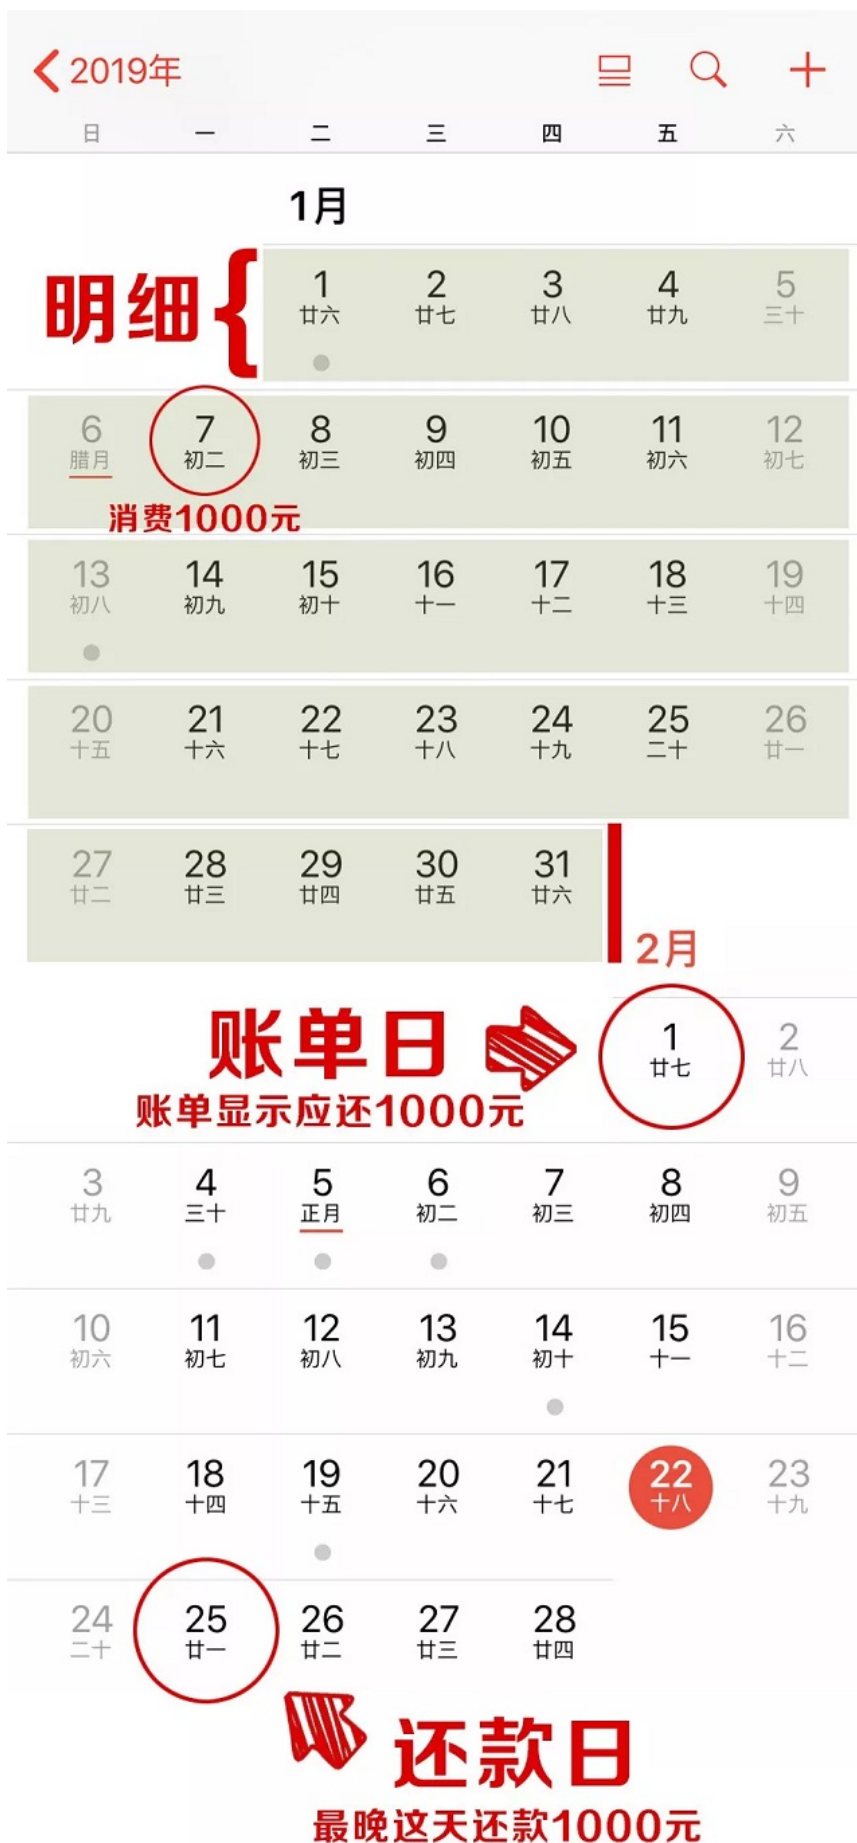 2019年
日 一 二 三 四 五 六
1月
明细{
1 2 3 4 5
廿六 廿七 廿八 廿九 三十
6 7 8 9 10 11 12
腊月 初二 初三 初四 初五 初六 初七
消费1000元
13 14 15 16 17 18 19
初八 初九 初十 十一 十二 十三 十四
20 21 22 23 24 25 26
十五 十六 十七 十八 十九 二十 廿一
27 28 29 30 31
廿二 廿三 廿四 廿五 廿六
2月
账单日
1 2
廿七 廿八
账单显示应还1000元
3 4 5 6 7 8 9
廿九 三十 正月 初二 初三 初四 初五
10 11 12 13 14 15 16
初六 初七 初八 初九 初十 十一 十二
17 18 19 20 21 22 23
十三 十四 十五 十六 十七 十八 十九
24 25 26 27 28
二十 廿一 廿二 廿三 廿四
还款日
最晚这天还款1000元